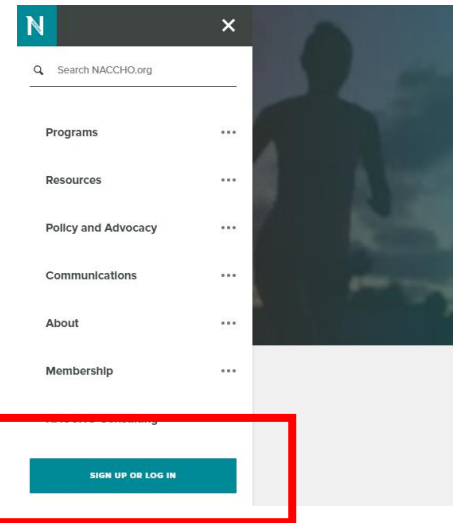 N
Search NACCHO.org
Programs
Resources
Policy and Advocacy
Communications
About
Membership
SIGN UP OR LOG IN